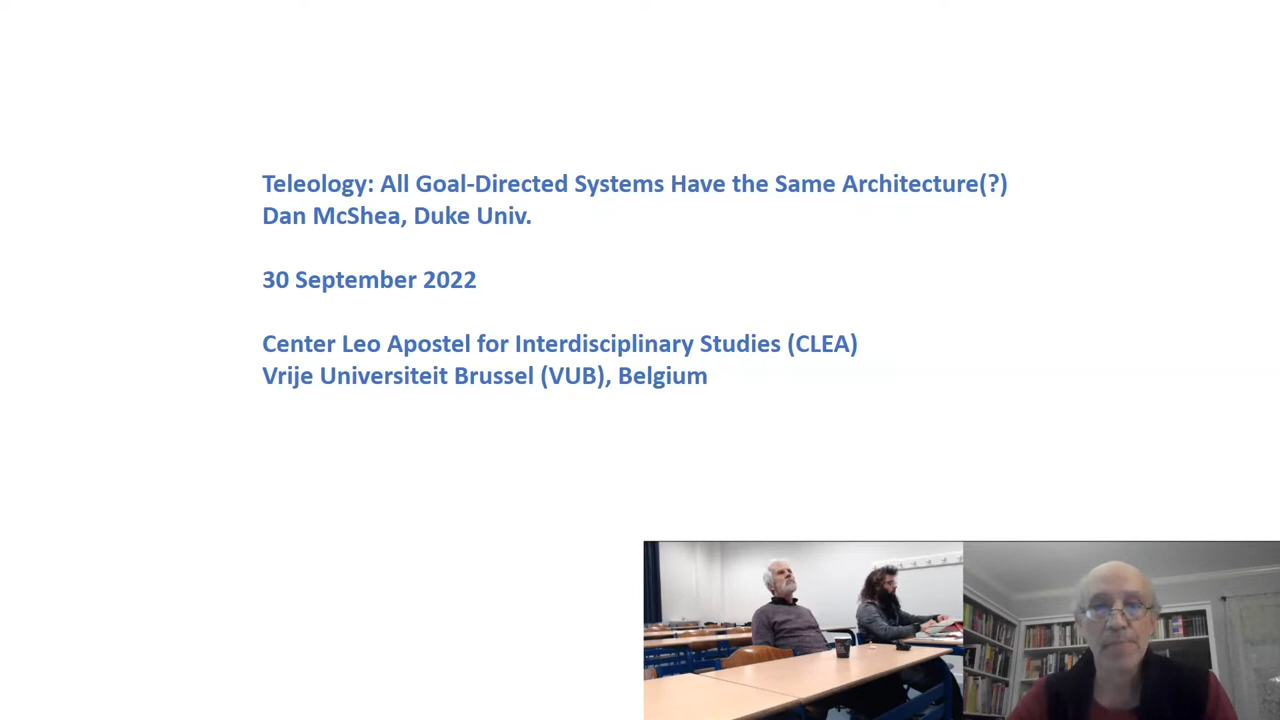 Teleology: All Goal-Directed Systems Have the Same Architecture(?)
Dan McShea, Duke Univ.
30 September 2022
Center Leo Apostel for Interdisciplinary Studies (CLEA)
Vrije Universiteit Brussel (VUB), Belgium